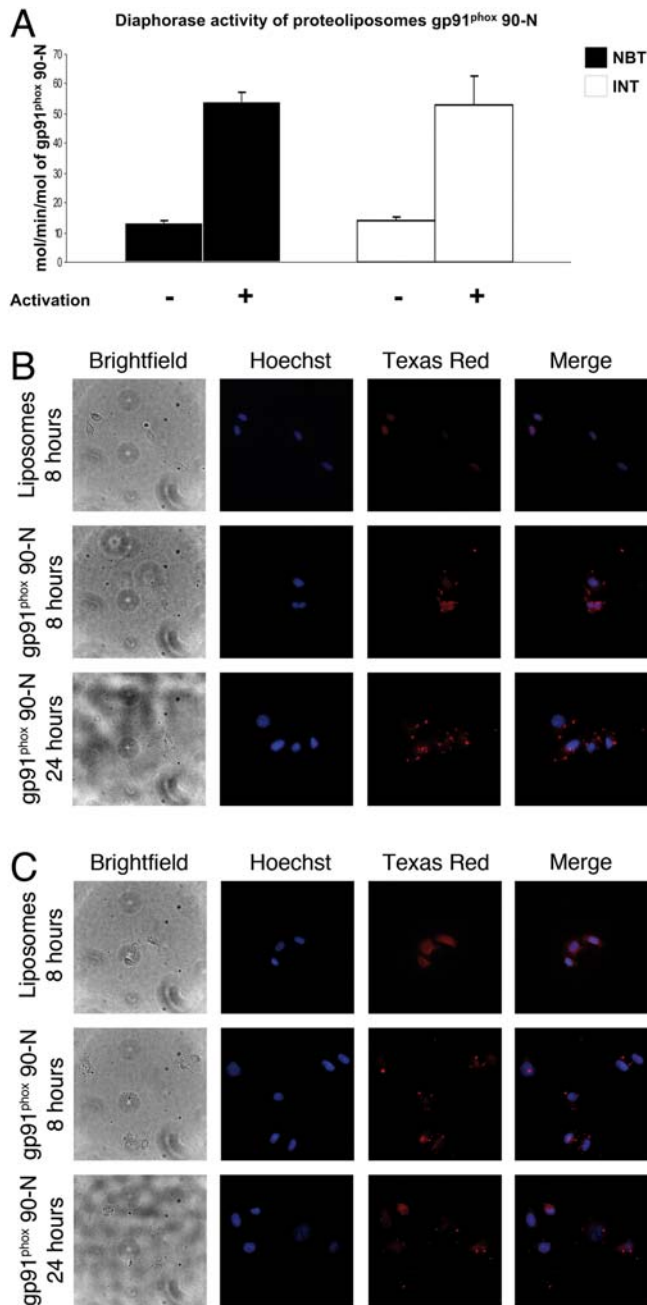 A
Diaphorase activity of proteoliposomes gp91phox 90-N
NBT
INT
mol/min/mol of gp91phox 90-N
70
60
50
40
30
20
10
0
Activation - + - +
B
Brightfield Hoechst Texas Red Merge
Liposomes
8 hours
gp91phox 90-N
8 hours
gp91phox 90-N
24 hours
C
Brightfield Hoechst Texas Red Merge
Liposomes
8 hours
gp91phox 90-N
8 hours
gp91phox 90-N
24 hours